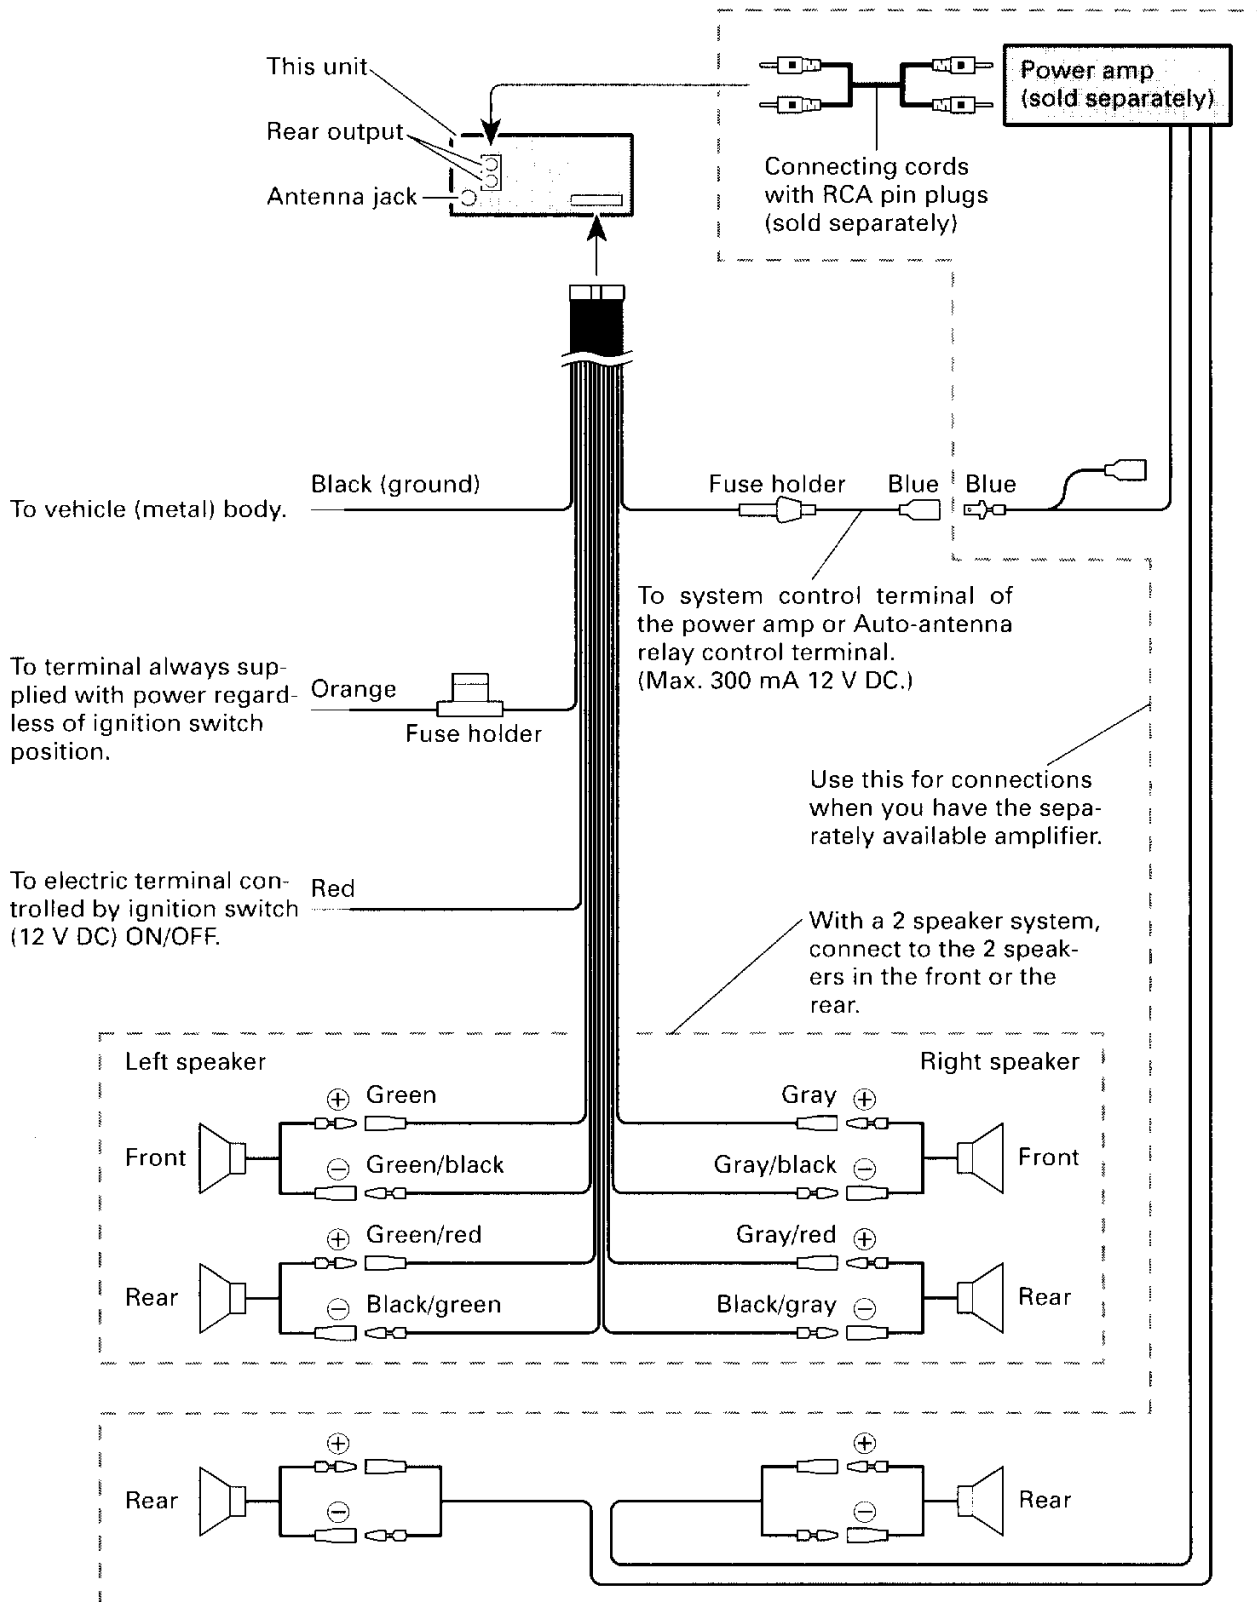 This unit
Rear output
Antenna jack
Power amp
(sold separately)
Connecting cords
with RCA pin plugs
(sold separately)
Black (ground)
To vehicle (metal) body.
Fuse holder
Blue
Blue
To system control terminal of
the power amp or Auto-antenna
relay control terminal.
(Max. 300 mA 12 V DC.)
To terminal always sup-
plied with power regard-
less of ignition switch
position.
Orange
Fuse holder
Use this for connections
when you have the sepa-
rately available amplifier.
To electric terminal con-
trolled by ignition switch
(12 V DC) ON/OFF.
Red
With a 2 speaker system,
connect to the 2 speak-
ers in the front or the
rear.
Left speaker
Right speaker
⊕ Green
Gray ⊕
Front
⊖ Green/black
Gray/black ⊖
Front
⊕ Green/red
Gray/red ⊕
Rear
⊖ Black/green
Black/gray ⊖
Rear
⊕
⊕
Rear
⊖
⊖
Rear